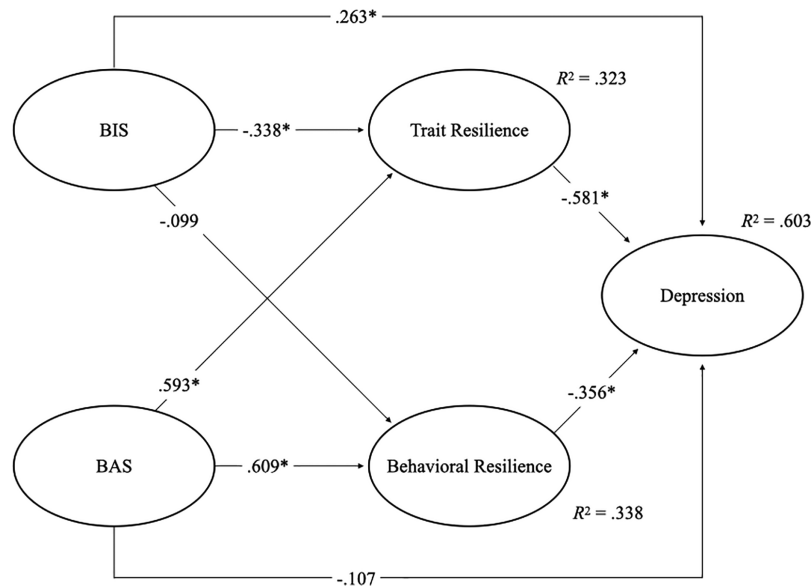 .263*
R² = .323
BIS
-.338*
Trait Resilience
-.581*
-.099
R² = .603
Depression
.593*
-.356*
BAS
.609*
Behavioral Resilience
R² = .338
-.107